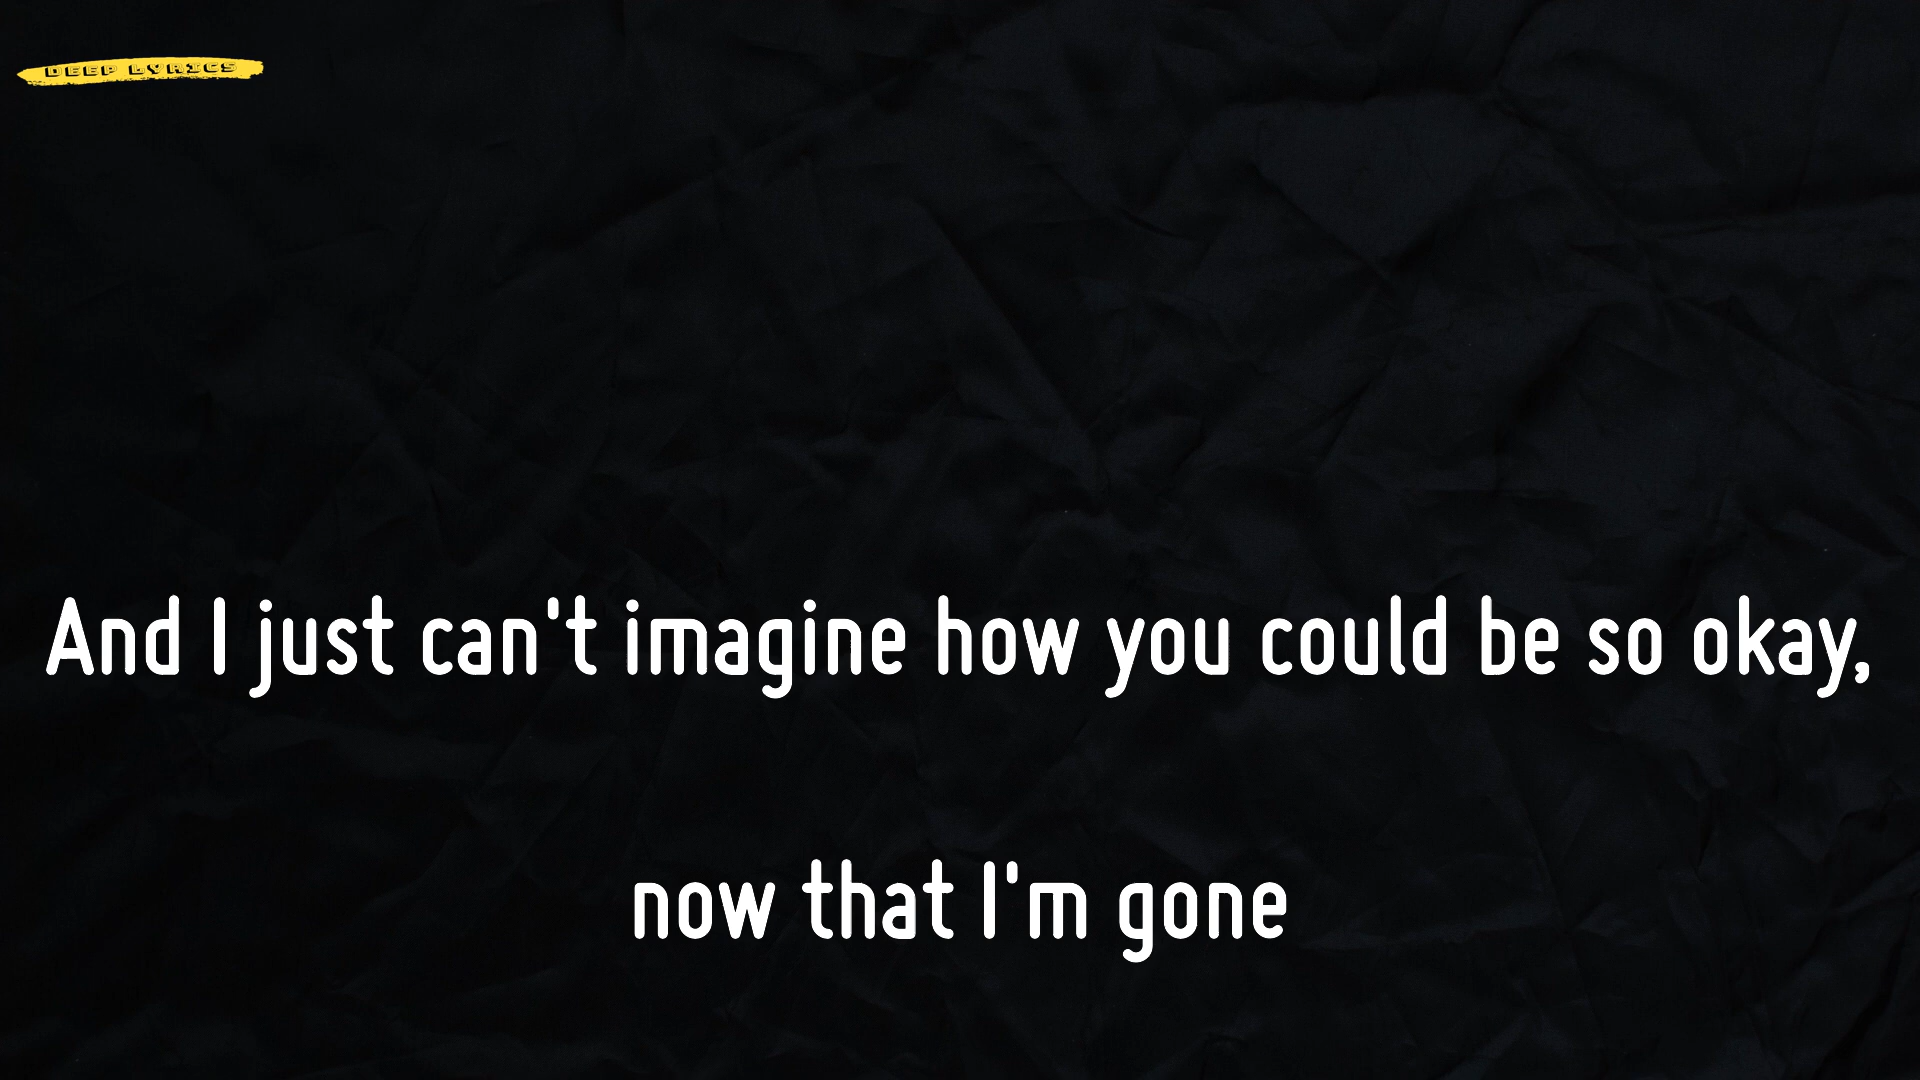 DEEP LYRICS
And I just can't imagine how you could be so okay,
now that I'm gone